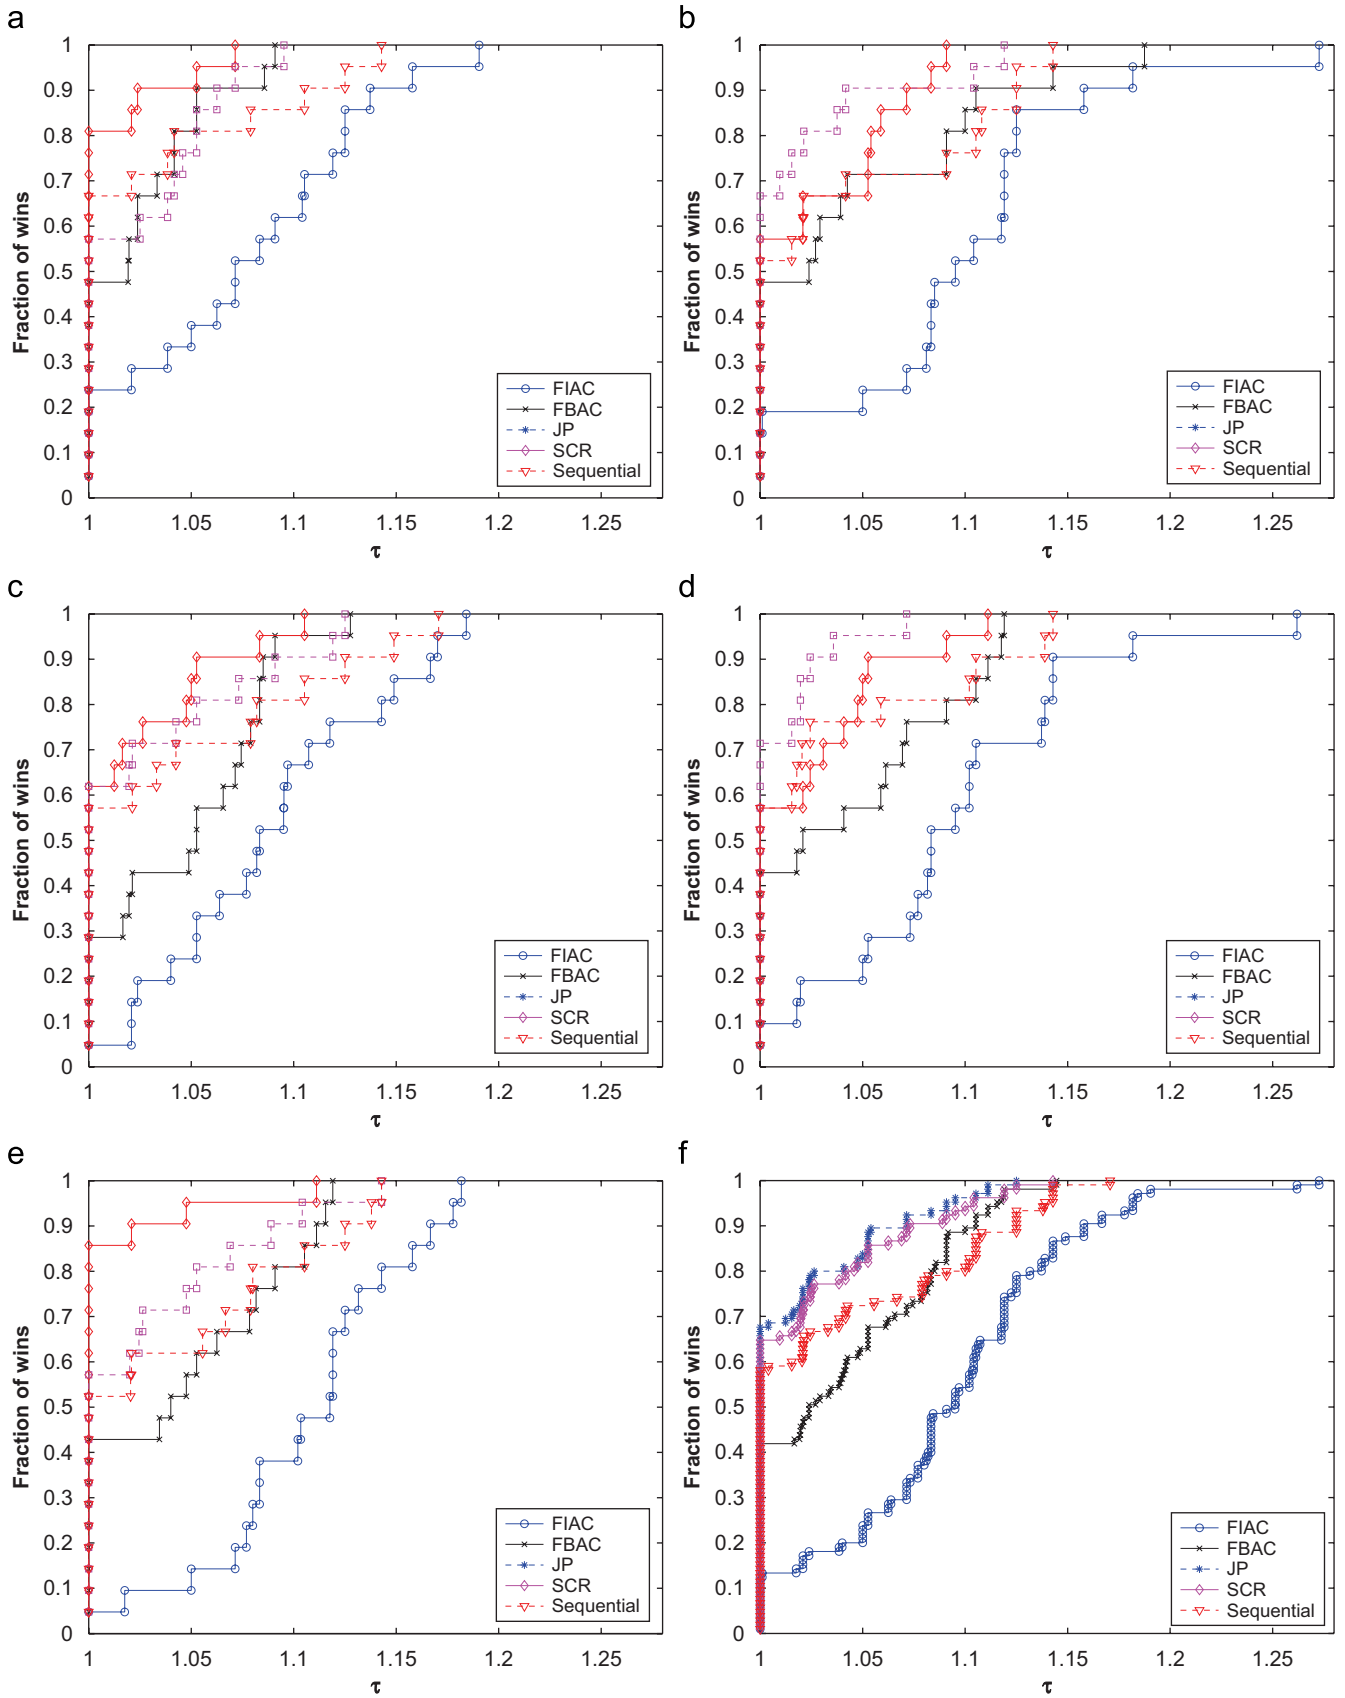 a
1
0.9
0.8
0.7
0.6
0.5
0.4
0.3
0.2
0.1
0
Fraction of wins
FIAC
FBAC
JP
SCR
Sequential
1 1.05 1.1 1.15 1.2 1.25
τ
b
1
0.9
0.8
0.7
0.6
0.5
0.4
0.3
0.2
0.1
0
Fraction of wins
FIAC
FBAC
JP
SCR
Sequential
1 1.05 1.1 1.15 1.2 1.25
τ
c
1
0.9
0.8
0.7
0.6
0.5
0.4
0.3
0.2
0.1
0
Fraction of wins
FIAC
FBAC
JP
SCR
Sequential
1 1.05 1.1 1.15 1.2 1.25
τ
d
1
0.9
0.8
0.7
0.6
0.5
0.4
0.3
0.2
0.1
0
Fraction of wins
FIAC
FBAC
JP
SCR
Sequential
1 1.05 1.1 1.15 1.2 1.25
τ
e
1
0.9
0.8
0.7
0.6
0.5
0.4
0.3
0.2
0.1
0
Fraction of wins
FIAC
FBAC
JP
SCR
Sequential
1 1.05 1.1 1.15 1.2 1.25
τ
f
1
0.9
0.8
0.7
0.6
0.5
0.4
0.3
0.2
0.1
0
Fraction of wins
FIAC
FBAC
JP
SCR
Sequential
1 1.05 1.1 1.15 1.2 1.25
τ